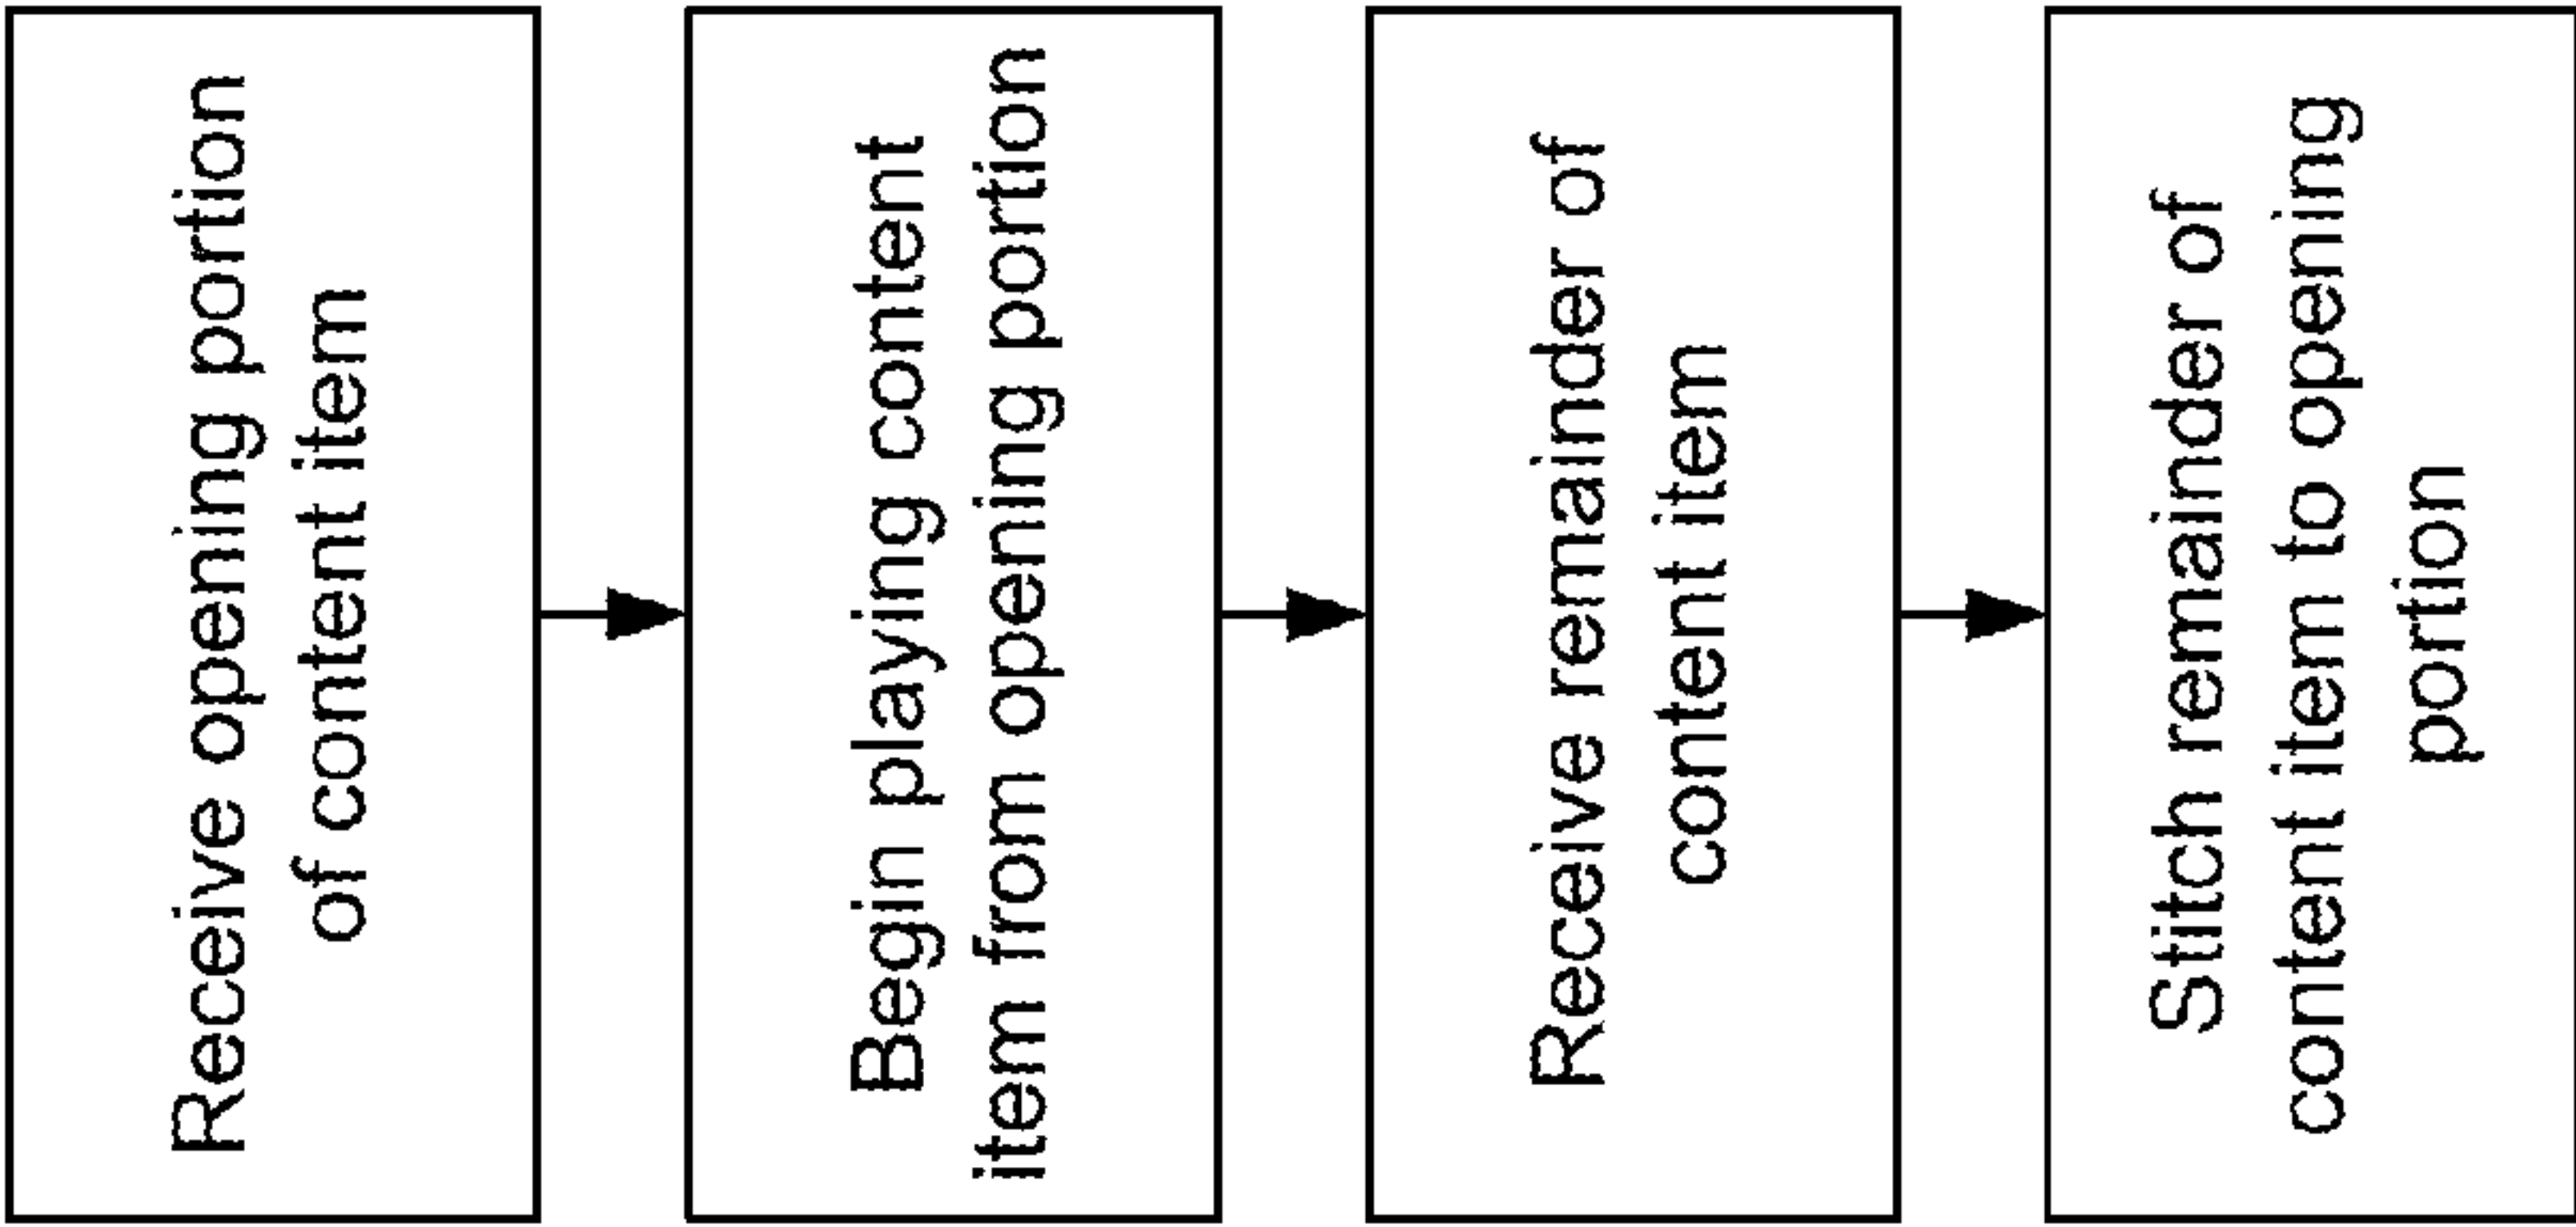 Receive opening portion
of content item
Begin playing content
item from opening portion
Receive remainder of
content item
Stitch remainder of
content item to opening
portion